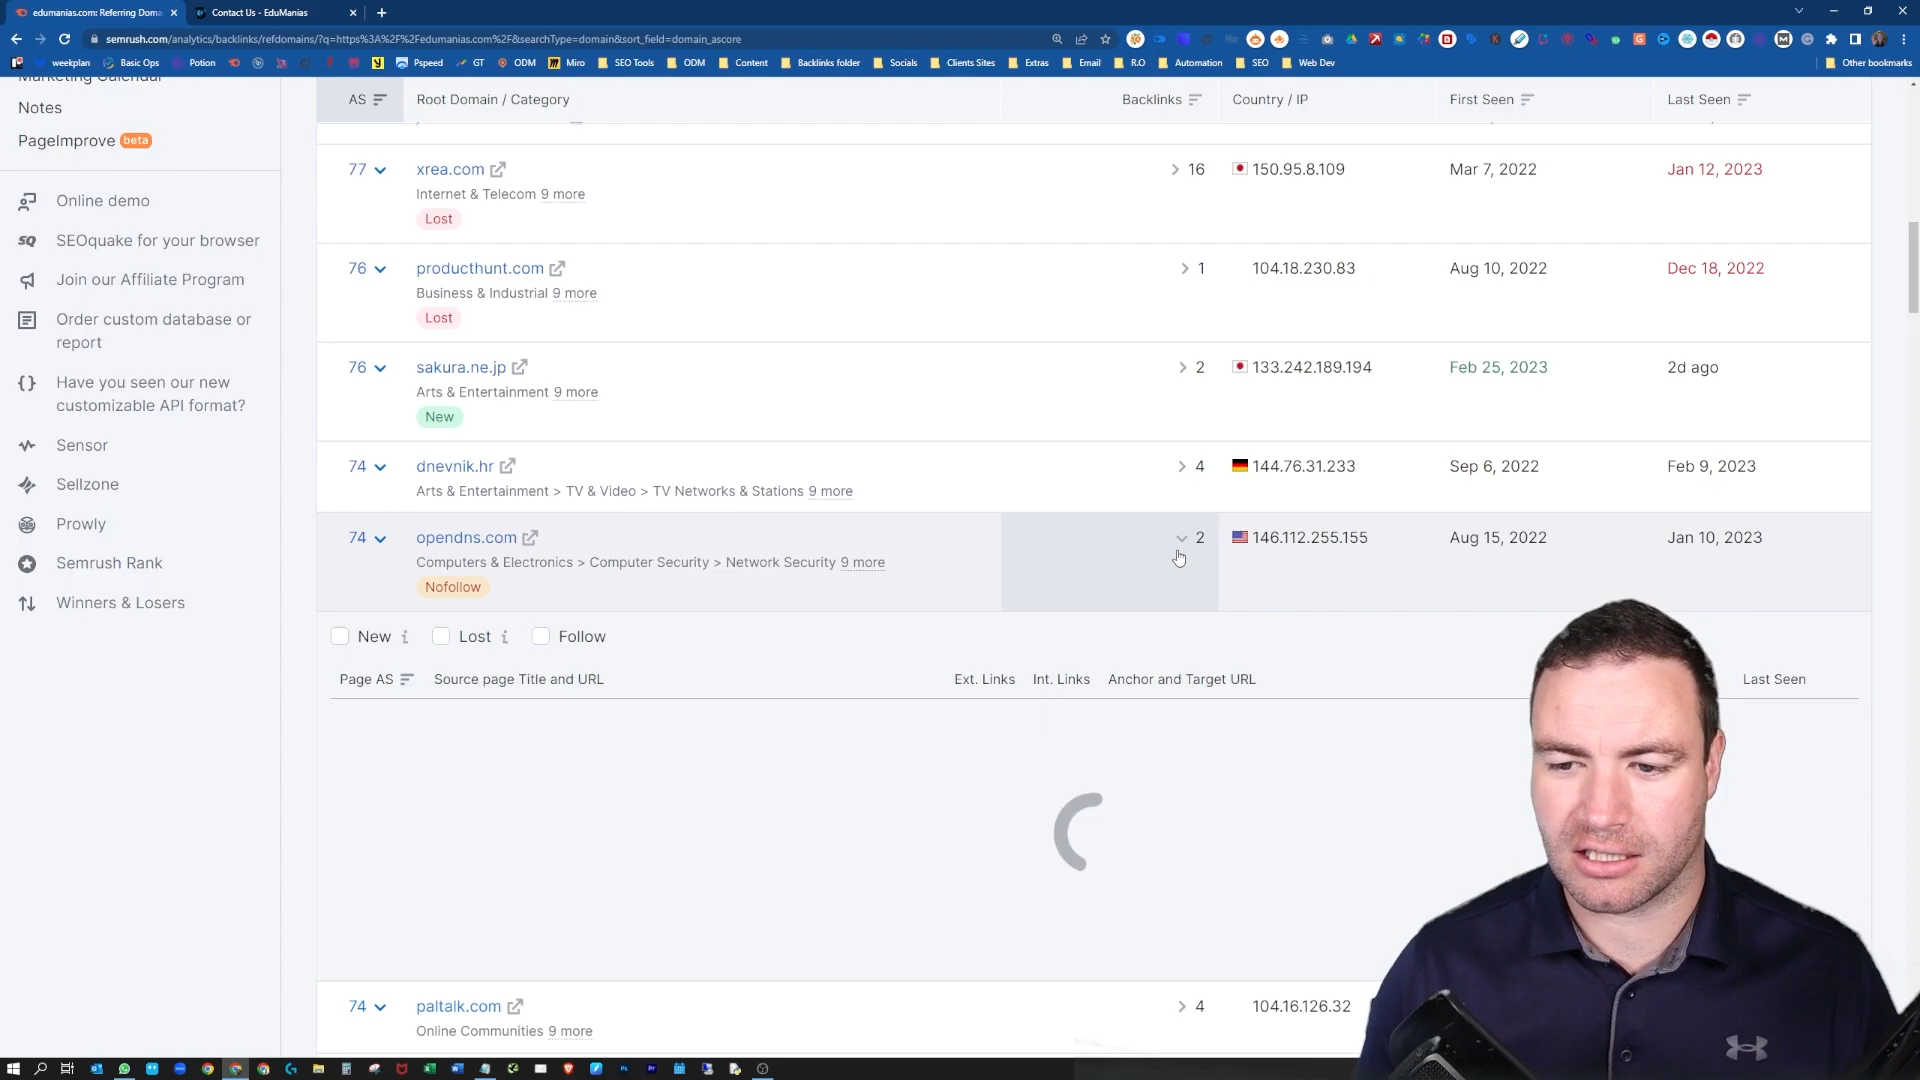 edumanias.com: Referring Doma
Contact Us - EduManias
semrush.com/analytics/backlinks/refdomains/?q=https%3A%2F%2Fedumanias.com%2F&searchType=domain&sort_field=domain_ascore
weekplan
Basic Ops
Potion
Pspeed
GT
ODM
Miro
SEO Tools
ODM
Content
Backlinks folder
Socials
Clients Sites
Extras
Email
R.O
Automation
SEO
Web Dev
Other bookmarks
Marketing Calendar
Notes
PageImprove beta
Online demo
SEOquake for your browser
Join our Affiliate Program
Order custom database or
report
Have you seen our new
customizable API format?
Sensor
Sellzone
Prowly
Semrush Rank
Winners & Losers
AS Root Domain / Category Backlinks Country / IP First Seen Last Seen
77 xrea.com 16 150.95.8.109 Mar 7, 2022 Jan 12, 2023
Internet & Telecom 9 more
Lost
76 producthunt.com 1 104.18.230.83 Aug 10, 2022 Dec 18, 2022
Business & Industrial 9 more
Lost
76 sakura.ne.jp 2 133.242.189.194 Feb 25, 2023 2d ago
Arts & Entertainment 9 more
New
74 dnevnik.hr 4 144.76.31.233 Sep 6, 2022 Feb 9, 2023
Arts & Entertainment > TV & Video > TV Networks & Stations 9 more
74 opendns.com 2 146.112.255.155 Aug 15, 2022 Jan 10, 2023
Computers & Electronics > Computer Security > Network Security 9 more
Nofollow
New Lost Follow
Page AS Source page Title and URL Ext. Links Int. Links Anchor and Target URL Last Seen
74 paltalk.com 4 104.16.126.32
Online Communities 9 more